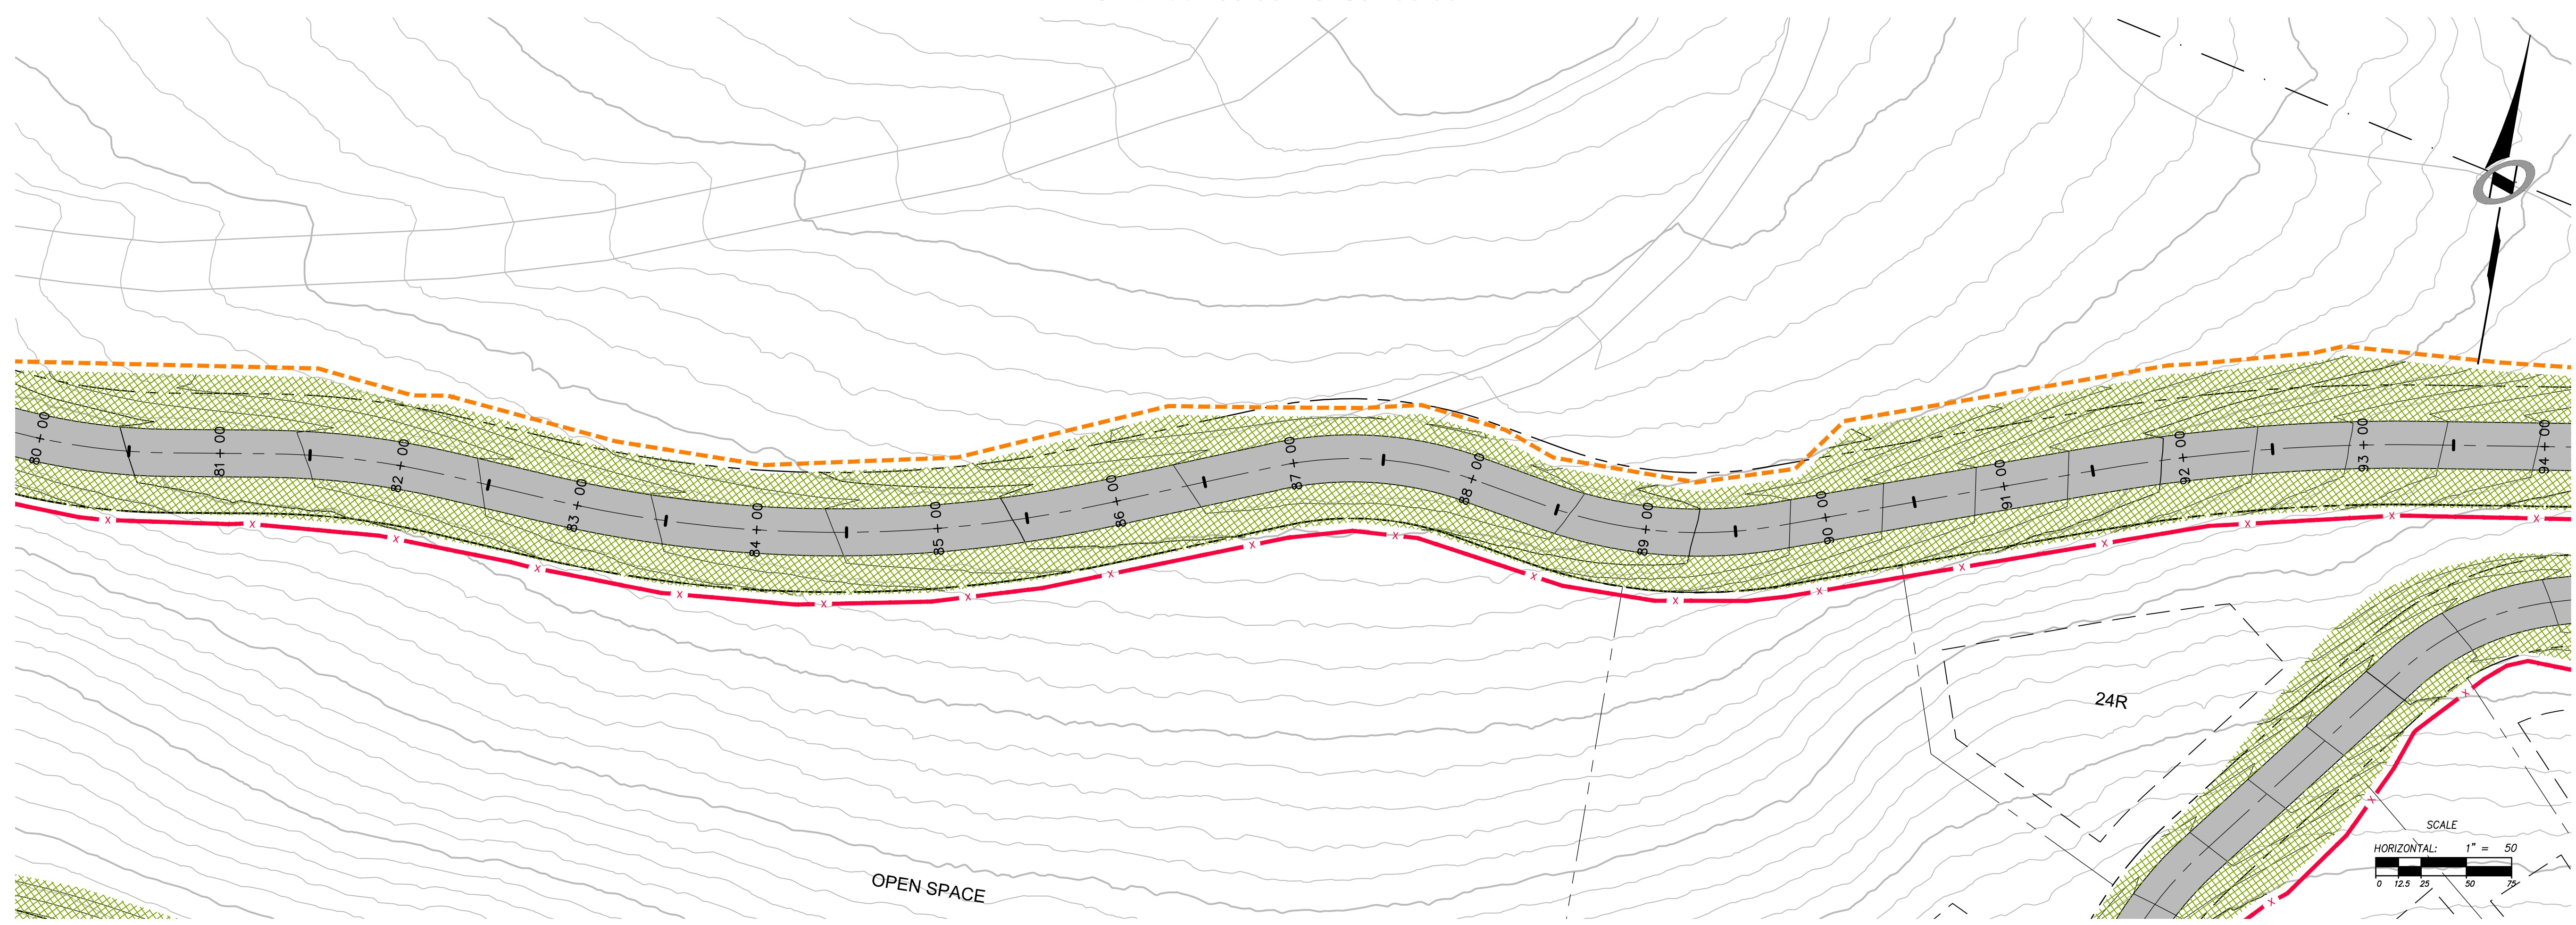 80 + 00
81 + 00
82 + 00
83 + 00
84 + 00
85 + 00
86 + 00
87 + 00
88 + 00
89 + 00
90 + 00
91 + 00
92 + 00
93 + 00
94 + 00
N
X X X X X X X X X X X X X X X X X X
24R
X
X
X
OPEN SPACE
SCALE
HORIZONTAL: 1" = 50
0 12.5 25 50 75